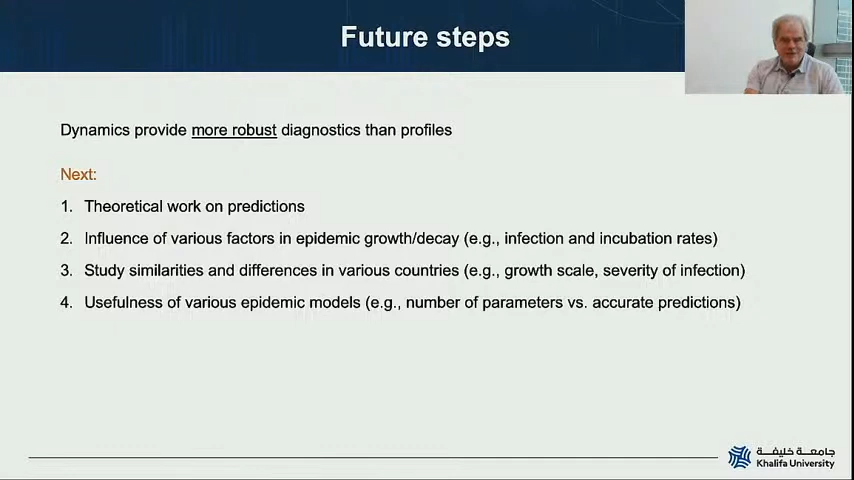 Future steps
Dynamics provide more robust diagnostics than profiles
Next:
1. Theoretical work on predictions
2. Influence of various factors in epidemic growth/decay (e.g., infection and incubation rates)
3. Study similarities and differences in various countries (e.g., growth scale, severity of infection)
4. Usefulness of various epidemic models (e.g., number of parameters vs. accurate predictions)
جامعة خليفة
Khalifa University